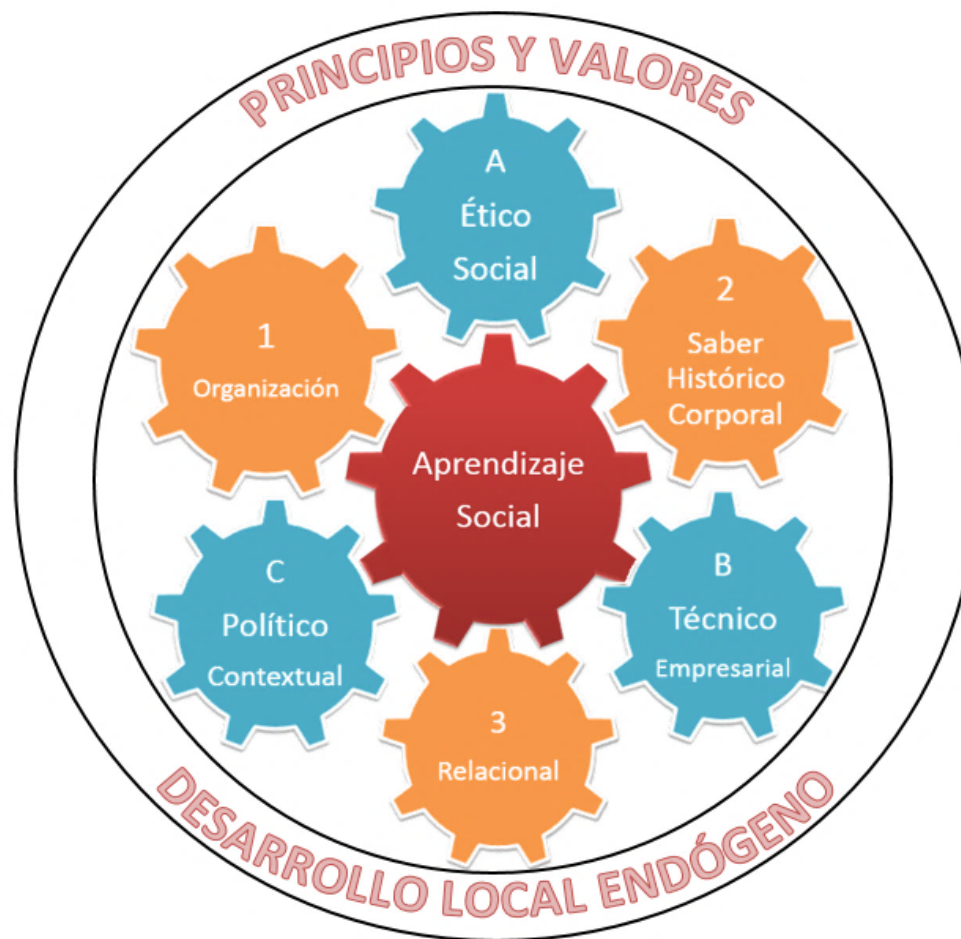 PRINCIPIOS Y VALORES
A
Ético
Social
1
Organización
2
Saber
Histórico
Corporal
Aprendizaje
Social
C
Político
Contextual
B
Técnico
Empresarial
3
Relacional
DESARROLLO LOCAL ENDÓGENO